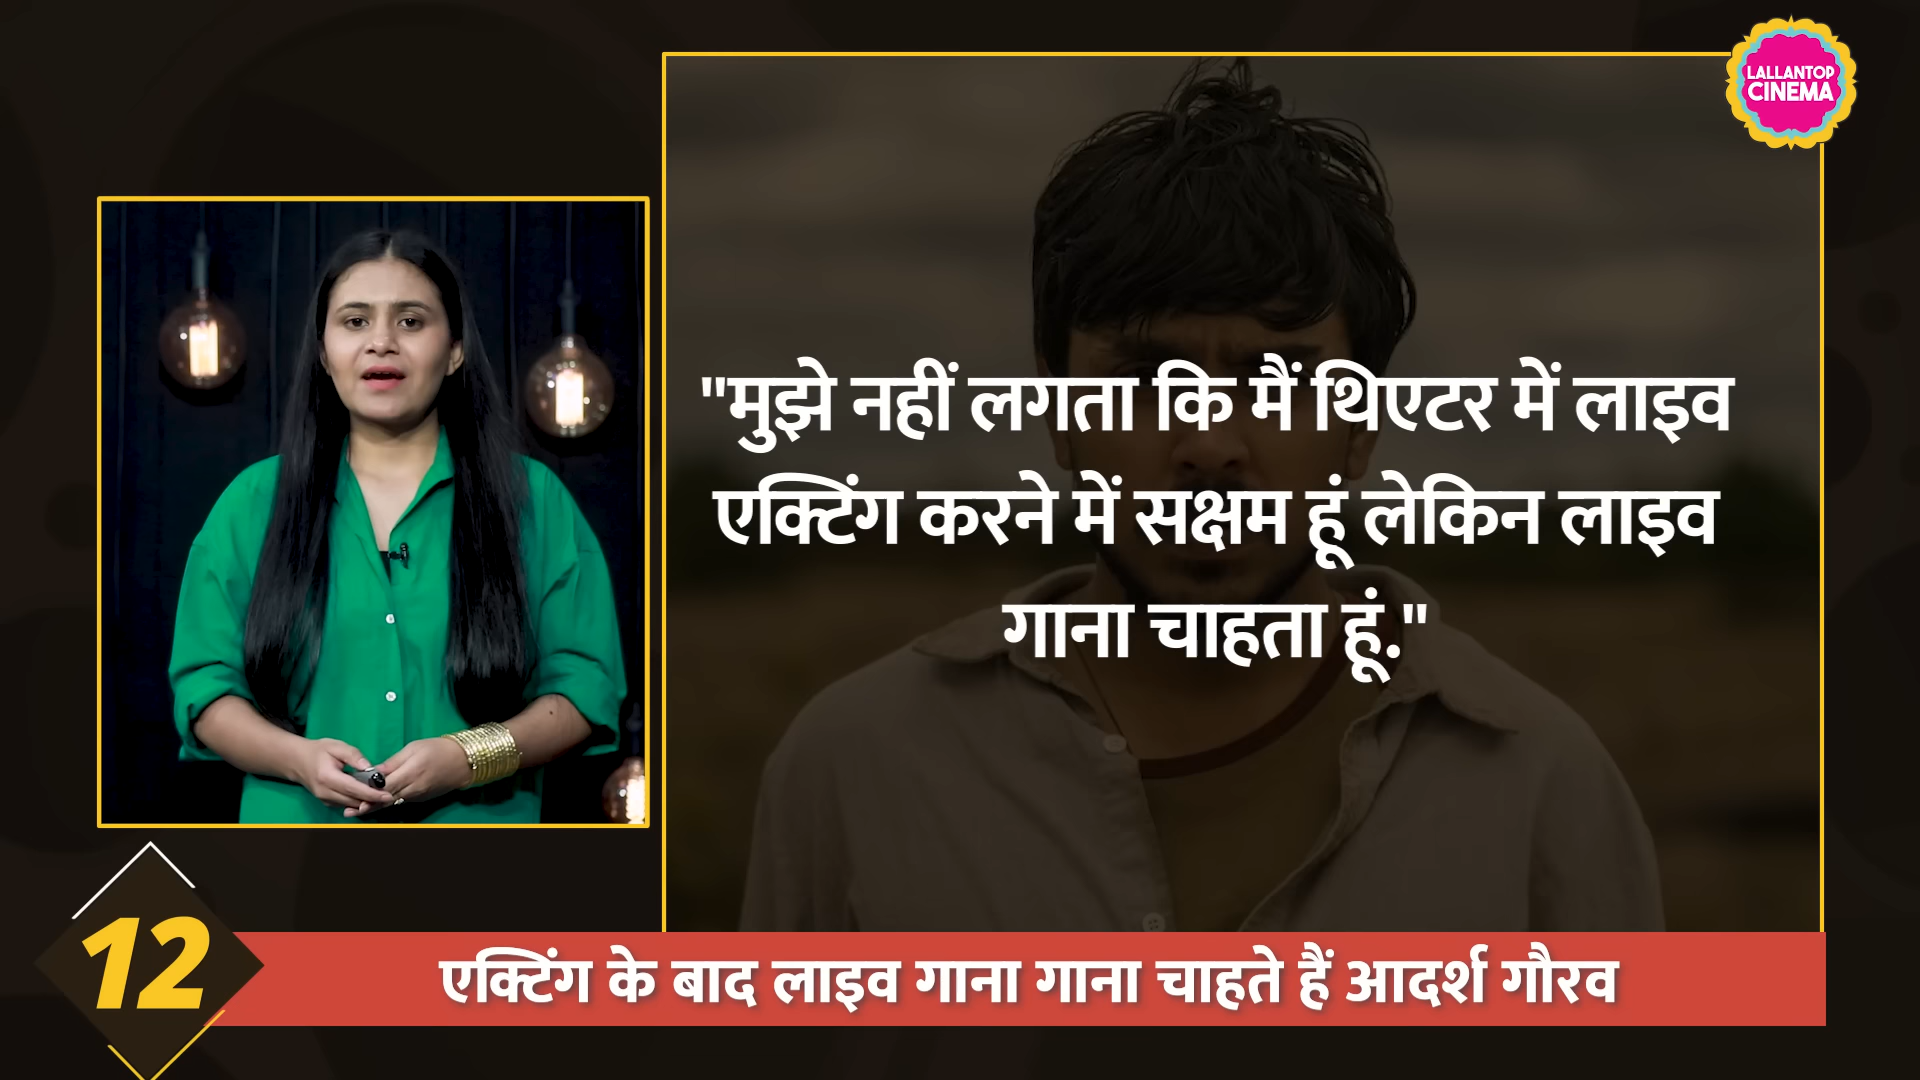 LALLANTOP
CINEMA
"मुझे नहीं लगता कि मैं थिएटर में लाइव
एक्टिंग करने में सक्षम हूं लेकिन लाइव
गाना चाहता हूं."
12
एक्टिंग के बाद लाइव गाना गाना चाहते हैं आदर्श गौरव